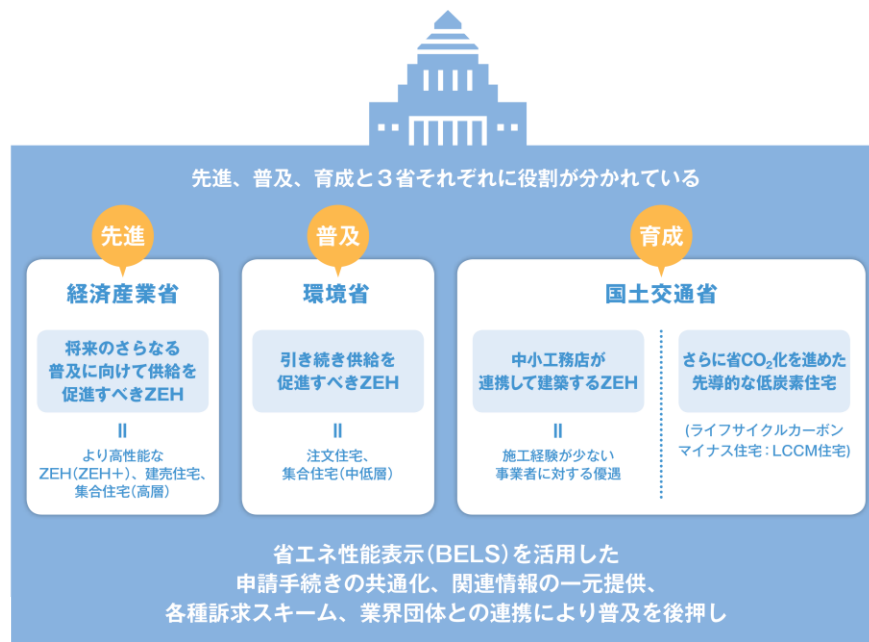 先進、普及、育成と3省それぞれに役割が分かれている
先進
経済産業省
将来のさらなる
普及に向けて供給を
促進すべきZEH
=
より高性能な
ZEH(ZEH+)、建売住宅、
集合住宅(高層)
普及
環境省
引き続き供給を
促進すべきZEH
=
注文住宅、
集合住宅(中低層)
育成
国土交通省
中小工務店が
連携して建築するZEH
=
施工経験が少ない
事業者に対する優遇
さらに省CO₂化を進めた
先導的な低炭素住宅
(ライフサイクルカーボン
マイナス住宅:LCCM住宅)
省エネ性能表示(BELS)を活用した
申請手続きの共通化、関連情報の一元提供、
各種訴求スキーム、業界団体との連携により普及を後押し